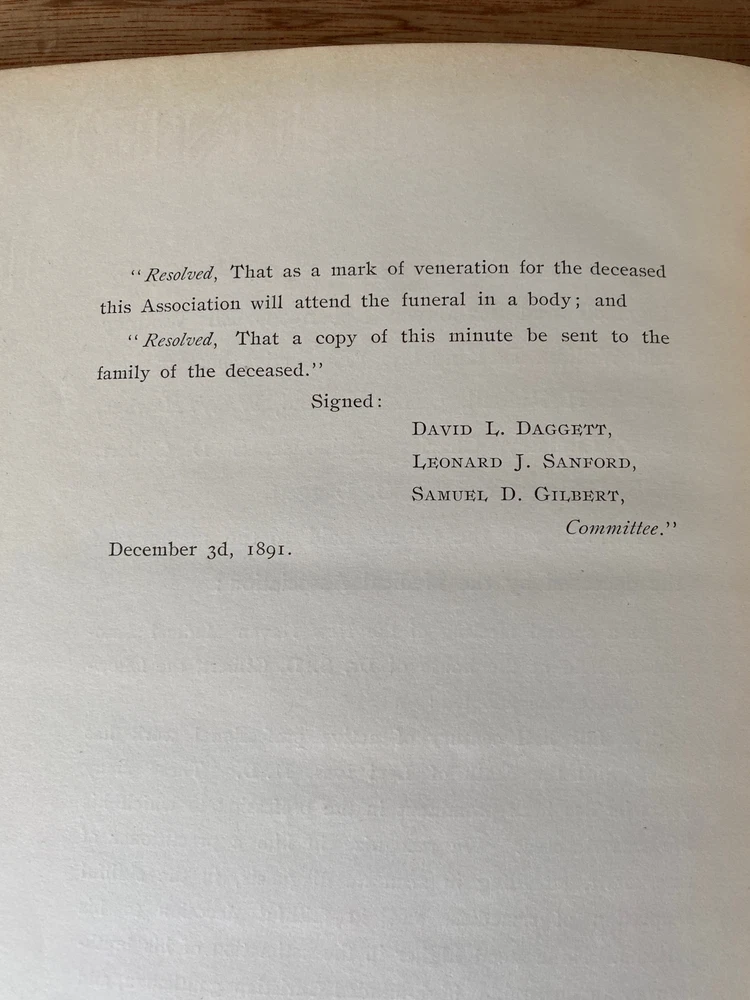 “Resolved, That as a mark of veneration for the deceased
this Association will attend the funeral in a body; and
“Resolved, That a copy of this minute be sent to the
family of the deceased.”
Signed:
David L. Daggett,
Leonard J. Sanford,
Samuel D. Gilbert,
Committee.”
December 3d, 1891.